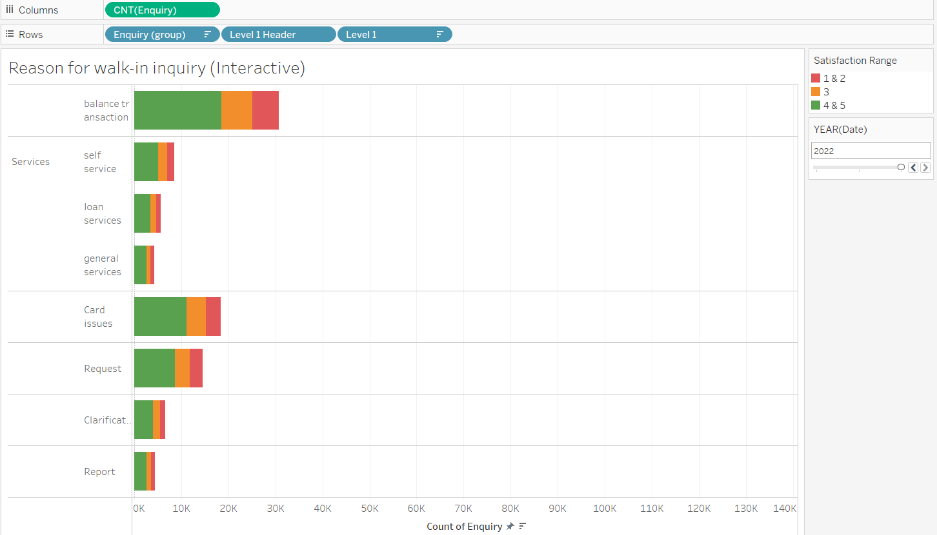 Columns
CNT(Enquiry)
Rows
Enquiry (group)
Level 1 Header
Level 1
Reason for walk-in inquiry (Interactive)
Satisfaction Range
1 & 2
3
4 & 5
YEAR(Date)
2022
balance tr
ansaction
Services
self
service
loan
services
general
services
Card
issues
Request
Clarificat..
Report
0K 10K 20K 30K 40K 50K 60K 70K 80K 90K 100K 110K 120K 130K 140K
Count of Enquiry